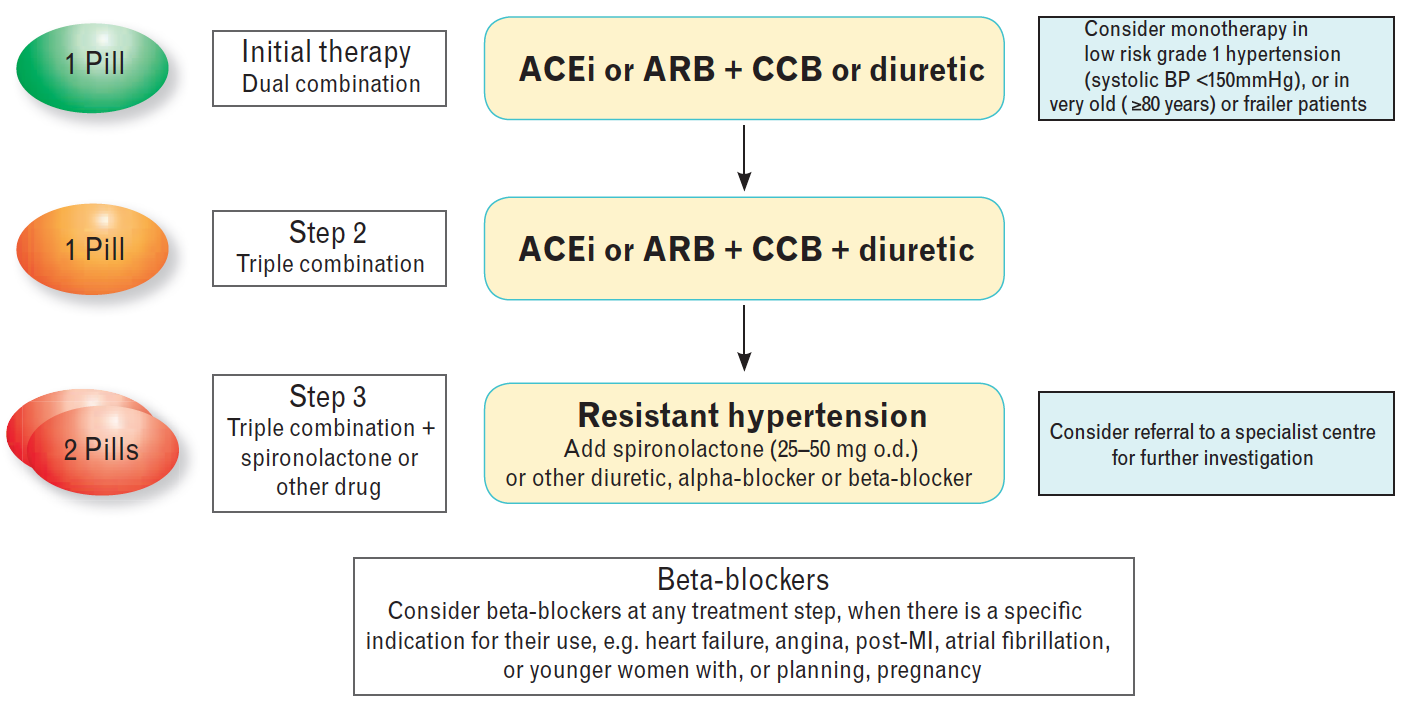 1 Pill
Initial therapy
Dual combination
ACEi or ARB + CCB or diuretic
Consider monotherapy in
low risk grade 1 hypertension
(systolic BP <150mmHg), or in
very old ( ≥80 years) or frailer patients
1 Pill
Step 2
Triple combination
ACEi or ARB + CCB + diuretic
2 Pills
Step 3
Triple combination +
spironolactone or
other drug
Resistant hypertension
Add spironolactone (25–50 mg o.d.)
or other diuretic, alpha-blocker or beta-blocker
Consider referral to a specialist centre
for further investigation
Beta-blockers
Consider beta-blockers at any treatment step, when there is a specific
indication for their use, e.g. heart failure, angina, post-MI, atrial fibrillation,
or younger women with, or planning, pregnancy